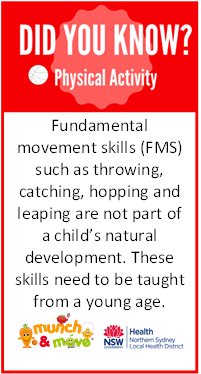 DID YOU KNOW?
Physical Activity
Fundamental
movement skills (FMS)
such as throwing,
catching, hopping and
leaping are not part of
a child’s natural
development. These
skills need to be taught
from a young age.
munch
& move
NSW
GOVERNMENT
Health
Northern Sydney
Local Health District